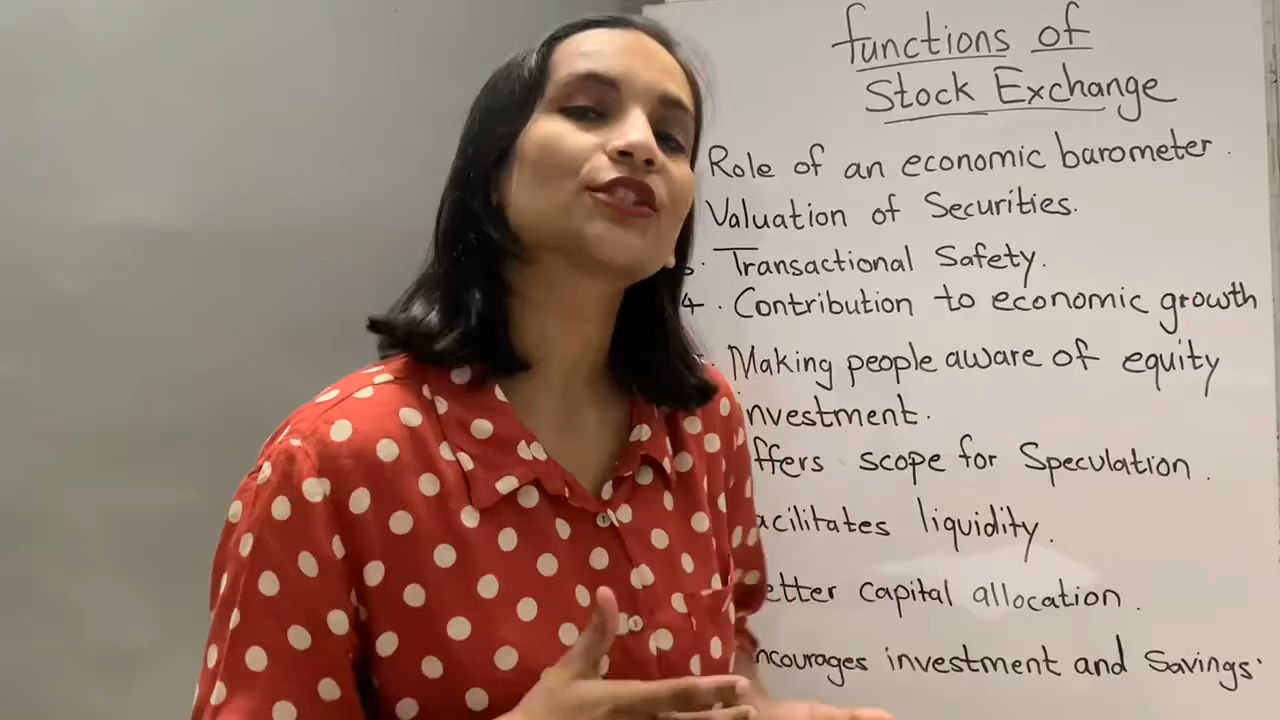 functions of
Stock Exchange
Role of an economic barometer.
Valuation of Securities.
Transactional Safety.
4. Contribution to economic growth
Making people aware of equity
nvestment.
ffers scope for Speculation.
acilitates liquidity.
etter capital allocation.
ncourages investment and Savings.